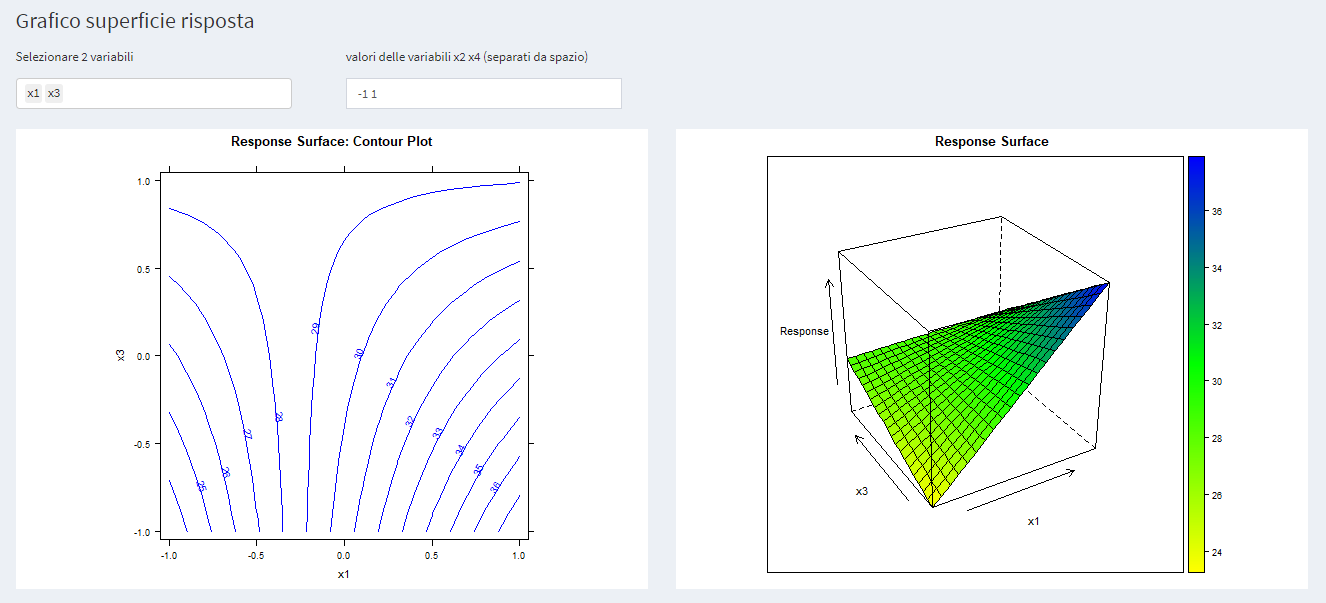 Grafico superficie risposta
Selezionare 2 variabili
valori delle variabili x2 x4 (separati da spazio)
x1 x3
-1 1
Response Surface: Contour Plot
1.0
0.5
0.0
-0.5
-1.0
x3
-1.0 -0.5 0.0 0.5 1.0
x1
25
26
27
28
29
30
31
32
33
34
35
36
Response Surface
Response
x3
x1
36
34
32
30
28
26
24